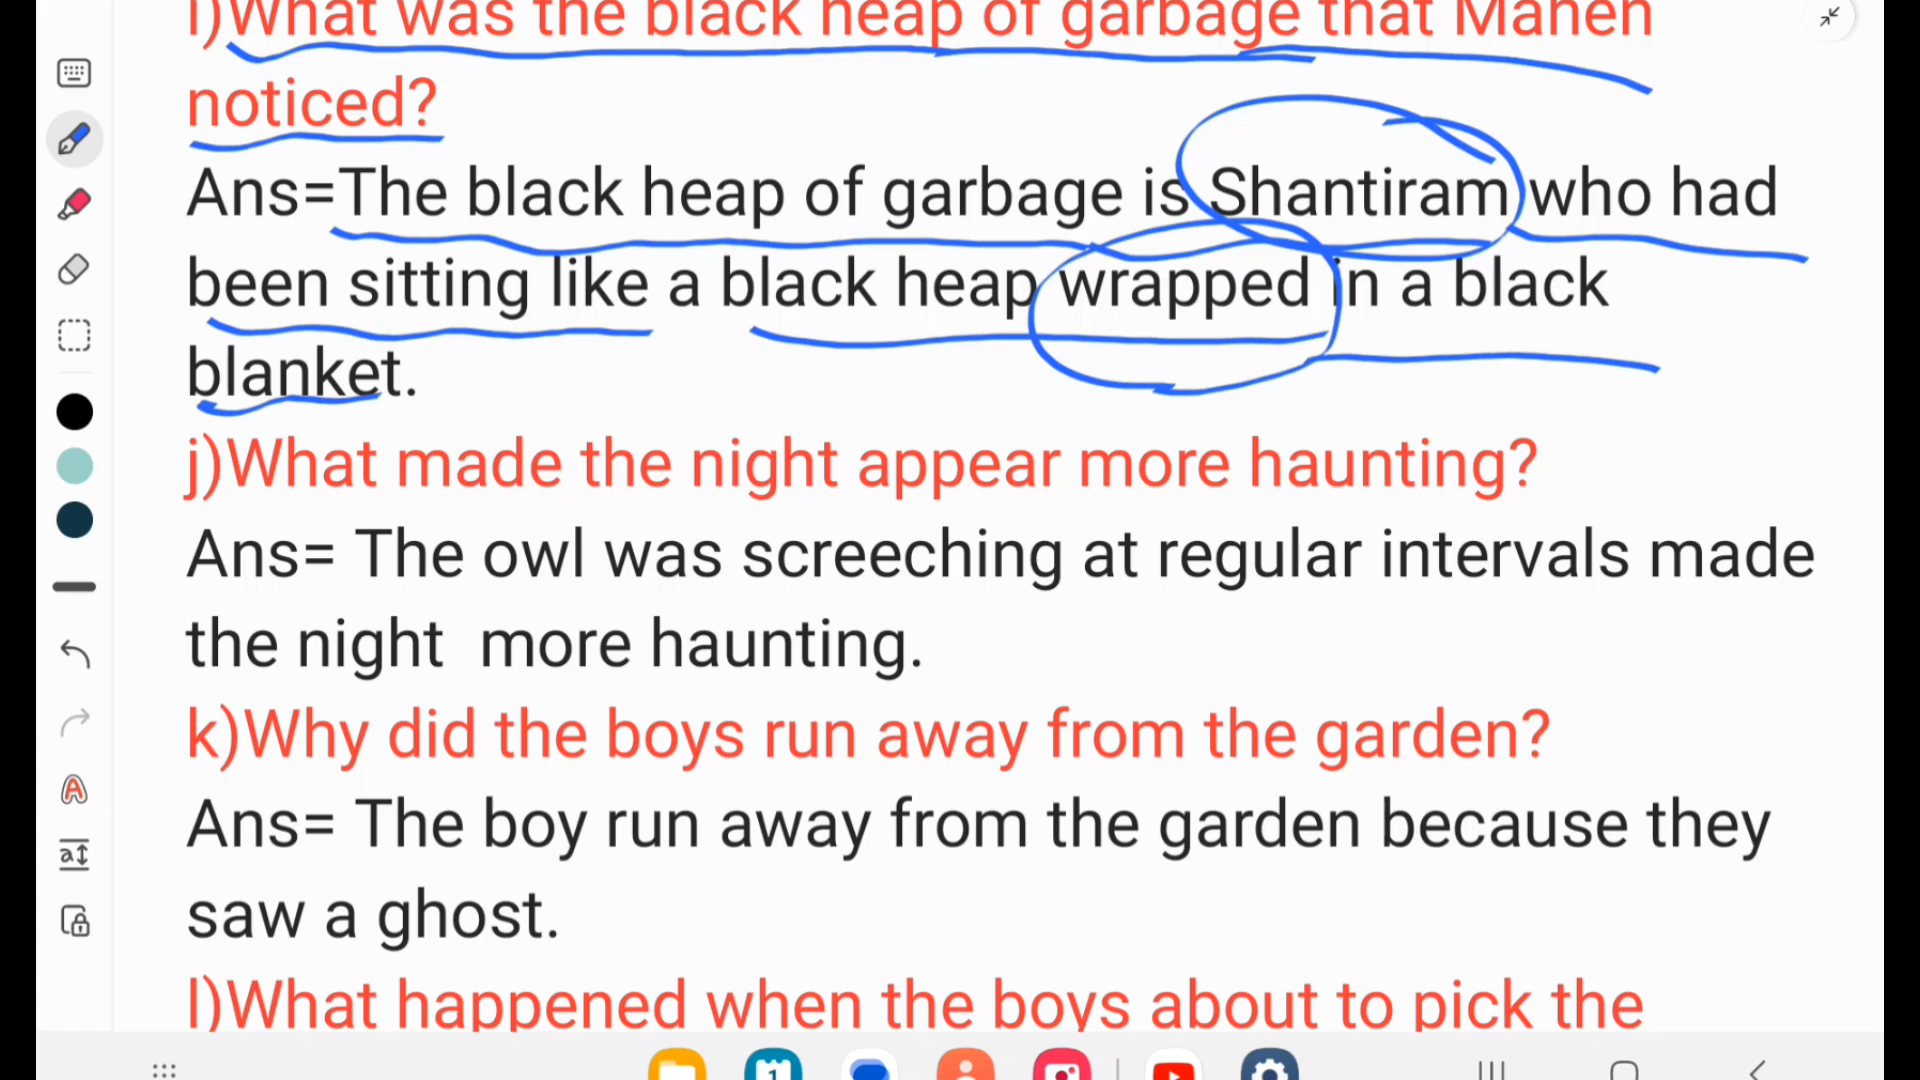 i)What was the black heap of garbage that Maneh
noticed?
Ans=The black heap of garbage is Shantiram who had
been sitting like a black heap wrapped in a black
blanket.
j)What made the night appear more haunting?
Ans= The owl was screeching at regular intervals made
the night  more haunting.
k)Why did the boys run away from the garden?
Ans= The boy run away from the garden because they
saw a ghost.
l)What happened when the boys about to pick the